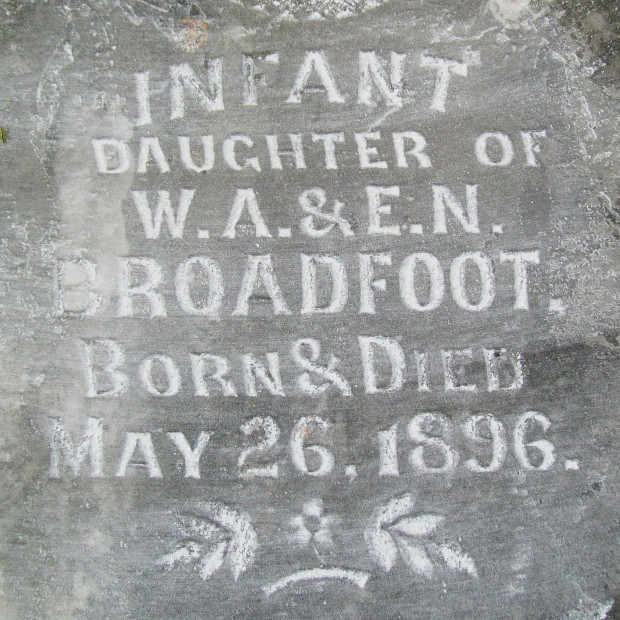 INFANT
DAUGHTER OF
W.A.&E.N.
BROADFOOT.
BORN&DIED
MAY 26, 1896.